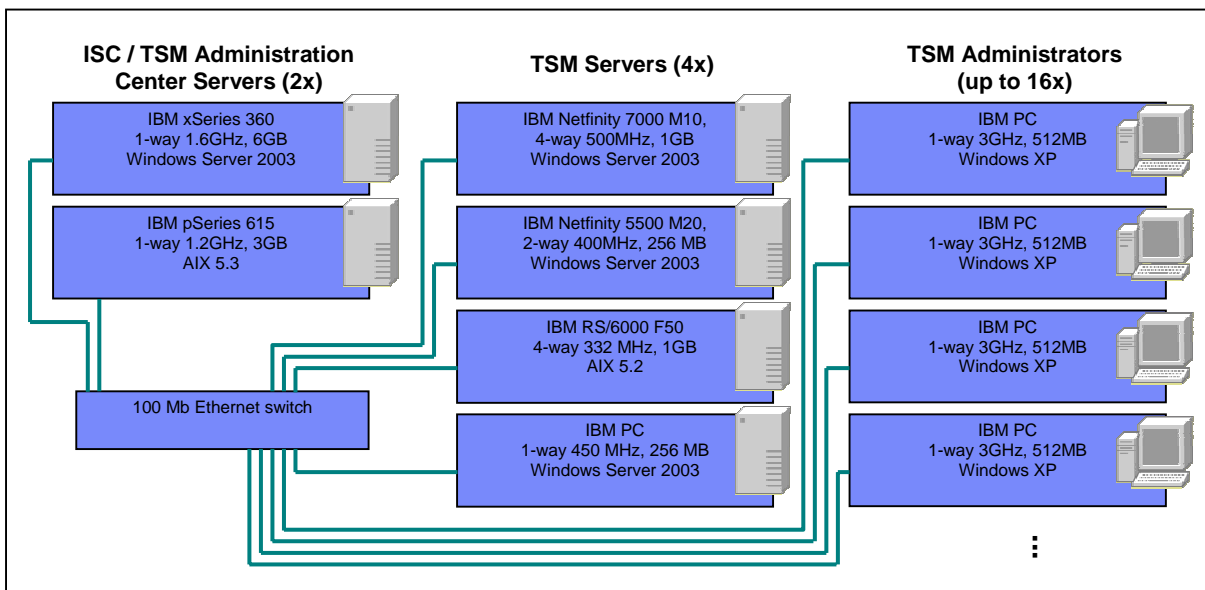 ISC / TSM Administration
Center Servers (2x)
IBM xSeries 360
1-way 1.6GHz, 6GB
Windows Server 2003
IBM pSeries 615
1-way 1.2GHz, 3GB
AIX 5.3
100 Mb Ethernet switch
TSM Servers (4x)
IBM Netfinity 7000 M10,
4-way 500MHz, 1GB
Windows Server 2003
IBM Netfinity 5500 M20,
2-way 400MHz, 256 MB
Windows Server 2003
IBM RS/6000 F50
4-way 332 MHz, 1GB
AIX 5.2
IBM PC
1-way 450 MHz, 256 MB
Windows Server 2003
TSM Administrators
(up to 16x)
IBM PC
1-way 3GHz, 512MB
Windows XP
IBM PC
1-way 3GHz, 512MB
Windows XP
IBM PC
1-way 3GHz, 512MB
Windows XP
IBM PC
1-way 3GHz, 512MB
Windows XP
⋮